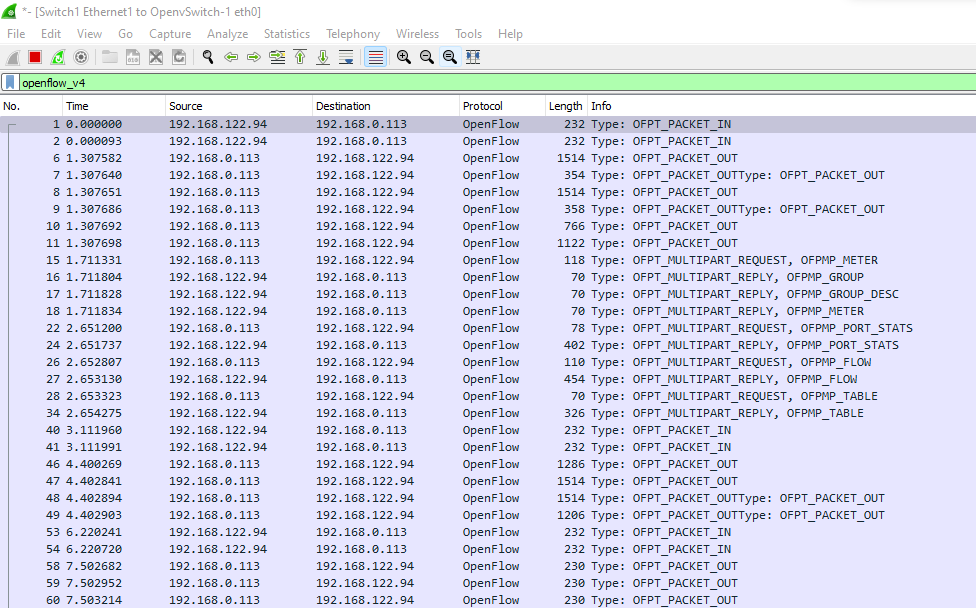 *- [Switch1 Ethernet1 to OpenvSwitch-1 eth0]
File Edit View Go Capture Analyze Statistics Telephony Wireless Tools Help
openflow_v4
No. Time Source Destination Protocol Length Info
1 0.000000 192.168.122.94 192.168.0.113 OpenFlow 232 Type: OFPT_PACKET_IN
2 0.000093 192.168.122.94 192.168.0.113 OpenFlow 232 Type: OFPT_PACKET_IN
6 1.307582 192.168.0.113 192.168.122.94 OpenFlow 1514 Type: OFPT_PACKET_OUT
7 1.307640 192.168.0.113 192.168.122.94 OpenFlow 354 Type: OFPT_PACKET_OUTType: OFPT_PACKET_OUT
8 1.307651 192.168.0.113 192.168.122.94 OpenFlow 1514 Type: OFPT_PACKET_OUT
9 1.307686 192.168.0.113 192.168.122.94 OpenFlow 358 Type: OFPT_PACKET_OUTType: OFPT_PACKET_OUT
10 1.307692 192.168.0.113 192.168.122.94 OpenFlow 766 Type: OFPT_PACKET_OUT
11 1.307698 192.168.0.113 192.168.122.94 OpenFlow 1122 Type: OFPT_PACKET_OUT
15 1.711331 192.168.0.113 192.168.122.94 OpenFlow 118 Type: OFPT_MULTIPART_REQUEST, OFPMP_METER
16 1.711804 192.168.122.94 192.168.0.113 OpenFlow 70 Type: OFPT_MULTIPART_REPLY, OFPMP_GROUP
17 1.711828 192.168.122.94 192.168.0.113 OpenFlow 70 Type: OFPT_MULTIPART_REPLY, OFPMP_GROUP_DESC
18 1.711834 192.168.122.94 192.168.0.113 OpenFlow 70 Type: OFPT_MULTIPART_REPLY, OFPMP_METER
22 2.651200 192.168.0.113 192.168.122.94 OpenFlow 78 Type: OFPT_MULTIPART_REQUEST, OFPMP_PORT_STATS
24 2.651737 192.168.122.94 192.168.0.113 OpenFlow 402 Type: OFPT_MULTIPART_REPLY, OFPMP_PORT_STATS
26 2.652807 192.168.0.113 192.168.122.94 OpenFlow 110 Type: OFPT_MULTIPART_REQUEST, OFPMP_FLOW
27 2.653130 192.168.122.94 192.168.0.113 OpenFlow 454 Type: OFPT_MULTIPART_REPLY, OFPMP_FLOW
28 2.653323 192.168.0.113 192.168.122.94 OpenFlow 70 Type: OFPT_MULTIPART_REQUEST, OFPMP_TABLE
34 2.654275 192.168.122.94 192.168.0.113 OpenFlow 326 Type: OFPT_MULTIPART_REPLY, OFPMP_TABLE
40 3.111960 192.168.122.94 192.168.0.113 OpenFlow 232 Type: OFPT_PACKET_IN
41 3.111991 192.168.122.94 192.168.0.113 OpenFlow 232 Type: OFPT_PACKET_IN
46 4.400269 192.168.0.113 192.168.122.94 OpenFlow 1286 Type: OFPT_PACKET_OUT
47 4.402841 192.168.0.113 192.168.122.94 OpenFlow 1514 Type: OFPT_PACKET_OUT
48 4.402894 192.168.0.113 192.168.122.94 OpenFlow 1514 Type: OFPT_PACKET_OUTType: OFPT_PACKET_OUT
49 4.402903 192.168.0.113 192.168.122.94 OpenFlow 1206 Type: OFPT_PACKET_OUTType: OFPT_PACKET_OUT
53 6.220241 192.168.122.94 192.168.0.113 OpenFlow 232 Type: OFPT_PACKET_IN
54 6.220720 192.168.122.94 192.168.0.113 OpenFlow 232 Type: OFPT_PACKET_IN
58 7.502682 192.168.0.113 192.168.122.94 OpenFlow 230 Type: OFPT_PACKET_OUT
59 7.502952 192.168.0.113 192.168.122.94 OpenFlow 230 Type: OFPT_PACKET_OUT
60 7.503214 192.168.0.113 192.168.122.94 OpenFlow 230 Type: OFPT_PACKET_OUT